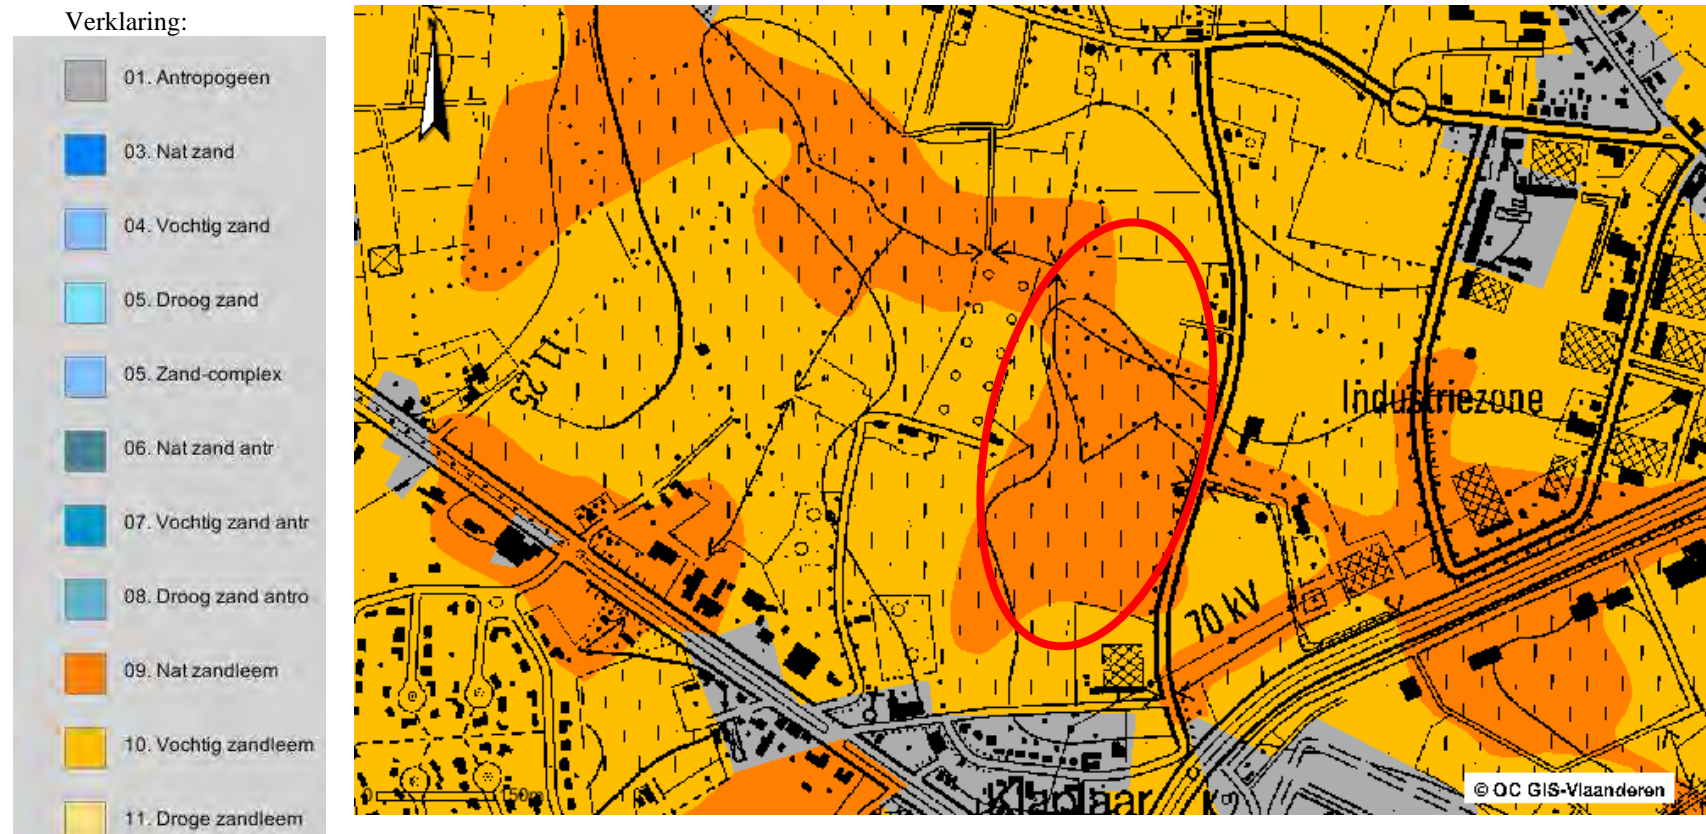 Verklaring:
01. Antropogeen
03. Nat zand
04. Vochtig zand
05. Droog zand
05. Zand-complex
06. Nat zand antr
07. Vochtig zand antr
08. Droog zand antro
09. Nat zandleem
10. Vochtig zandleem
11. Droge zandleem
Industriezone
70 KV
Klaplaar
© OC GIS-Vlaanderen